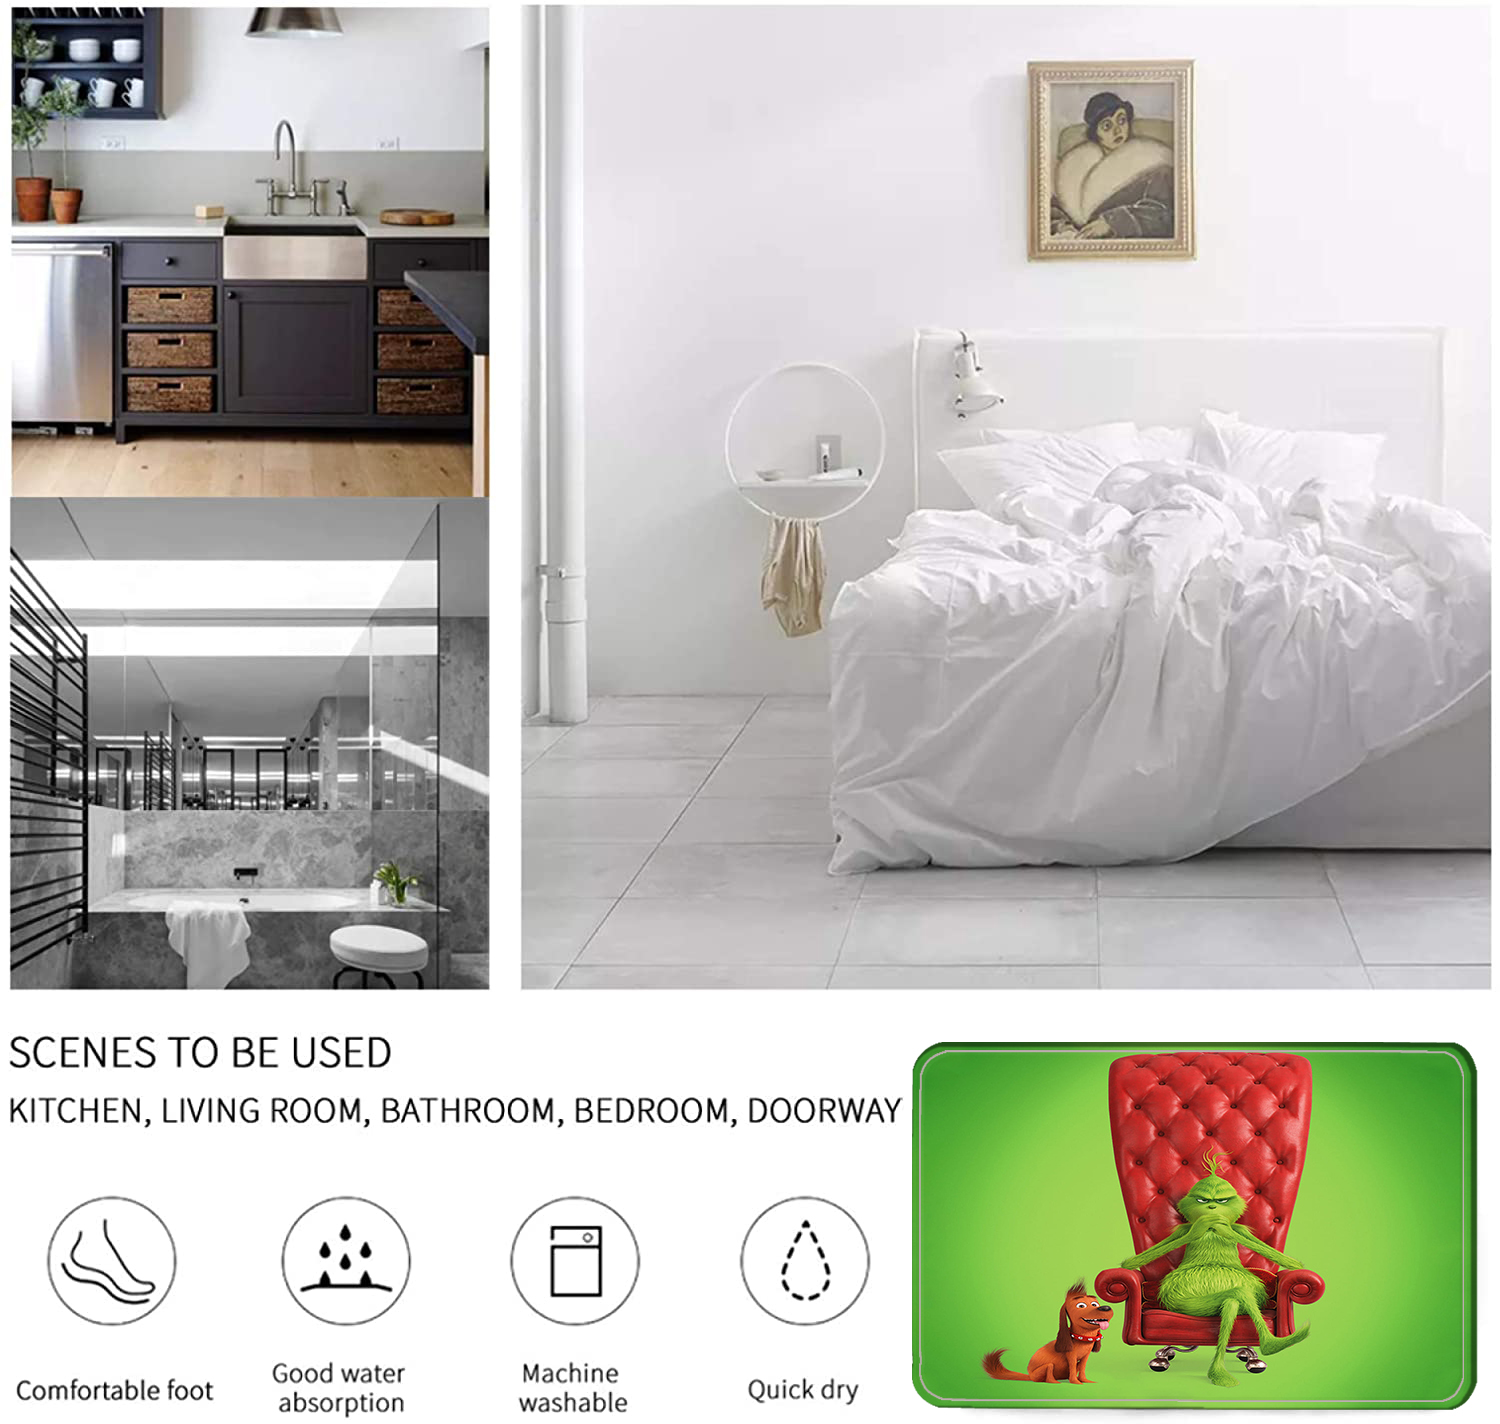 SCENES TO BE USED
KITCHEN, LIVING ROOM, BATHROOM, BEDROOM, DOORWAY
Comfortable foot
Good water
absorption
Machine
washable
Quick dry